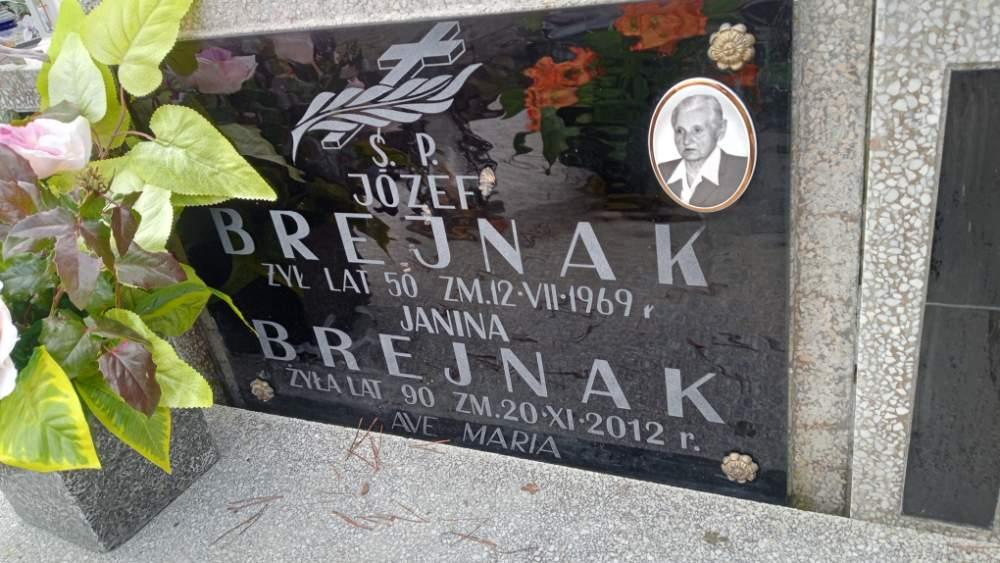 Ś. P.
JÓZEF
BREJNAK
ŻYŁ LAT 50 ZM. 12·VII·1969 r
JANINA
BREJNAK
ŻYŁA LAT 90 ZM. 20·XI·2012 r.
AVE MARIA